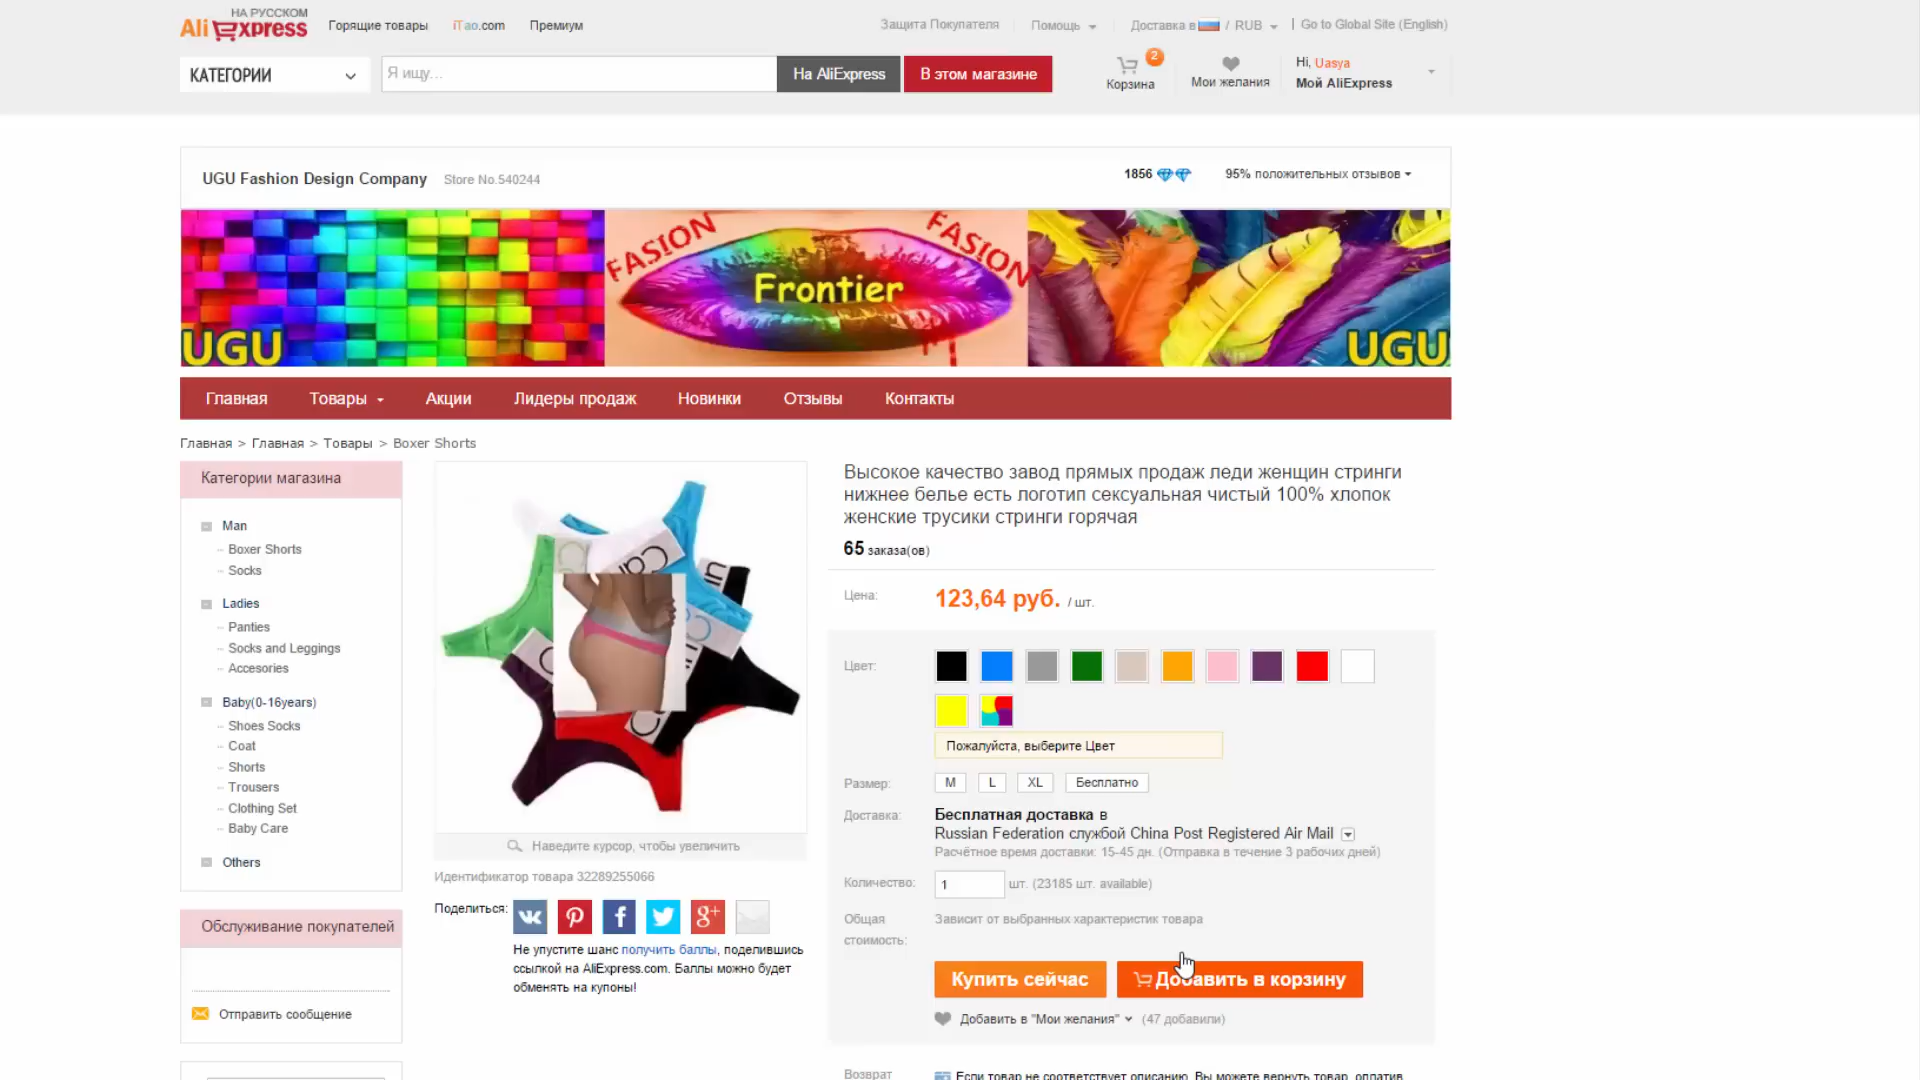 НА РУССКОМ
AliExpress
Горящие товары
iTao.com
Премиум
Защита Покупателя
Помощь
Доставка в / RUB
| Go to Global Site (English)
КАТЕГОРИИ
Я ищу...
На AliExpress
В этом магазине
2
Корзина
Мои желания
Hi, Uasya
Мой AliExpress
UGU Fashion Design Company
Store No.540244
1856
95% положительных отзывов
FASION
FASION
Frontier
UGU
UGU
Главная
Товары
Акции
Лидеры продаж
Новинки
Отзывы
Контакты
Главная > Главная > Товары > Boxer Shorts
Категории магазина
Man
Boxer Shorts
Socks
Ladies
Panties
Socks and Leggings
Accesories
Baby(0-16years)
Shoes Socks
Coat
Shorts
Trousers
Clothing Set
Baby Care
Others
Обслуживание покупателей
Отправить сообщение
Наведите курсор, чтобы увеличить
Идентификатор товара 32289255066
Поделиться:
Не упустите шанс получить баллы, поделившись
ссылкой на AliExpress.com. Баллы можно будет
обменять на купоны!
Высокое качество завод прямых продаж леди женщин стринги
нижнее белье есть логотип сексуальная чистый 100% хлопок
женские трусики стринги горячая
65 заказа(ов)
Цена:
123,64 руб. / шт.
Цвет:
Пожалуйста, выберите Цвет
Размер:
M
L
XL
Бесплатно
Доставка:
Бесплатная доставка в
Russian Federation службой China Post Registered Air Mail
Расчётное время доставки: 15-45 дн. (Отправка в течение 3 рабочих дней)
Количество:
1
шт. (23185 шт. available)
Общая
стоимость:
Зависит от выбранных характеристик товара
Купить сейчас
Добавить в корзину
Добавить в "Мои желания"
(47 добавили)
Возврат
Если товар не соответствует описанию, Вы можете вернуть товар, оплатив